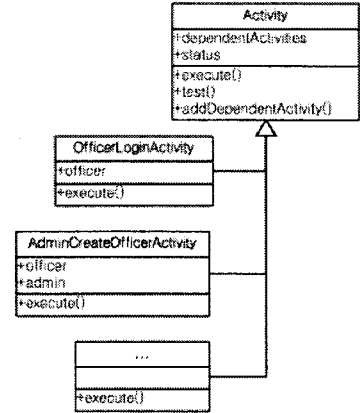 Activity
+dependentActivities
+status
+execute()
+test()
+addDependentActivity()
OfficerLoginActivity
+officer
+execute()
AdminCreateOfficerActivity
+officer
+admin
+execute()
...
+execute()